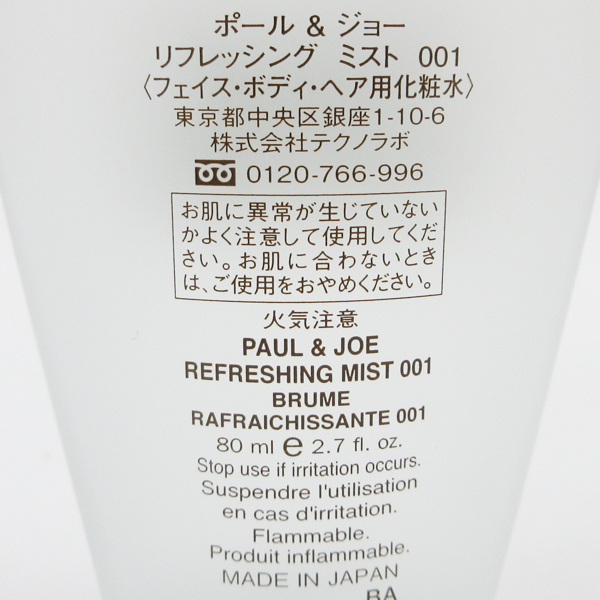 ポール & ジョー
リフレッシング ミスト 001
〈フェイス・ボディ・ヘア用化粧水〉
東京都中央区銀座1-10-6
株式会社テクノラボ
0120-766-996
お肌に異常が生じていない
かよく注意して使用してくだ
さい。お肌に合わないとき
は、ご使用をおやめください。
火気注意
PAUL & JOE
REFRESHING MIST 001
BRUME
RAFRAICHISSANTE 001
80 ml ℮ 2.7 fl. oz.
Stop use if irritation occurs.
Suspendre l'utilisation
en cas d'irritation.
Flammable.
Produit inflammable.
MADE IN JAPAN
BA